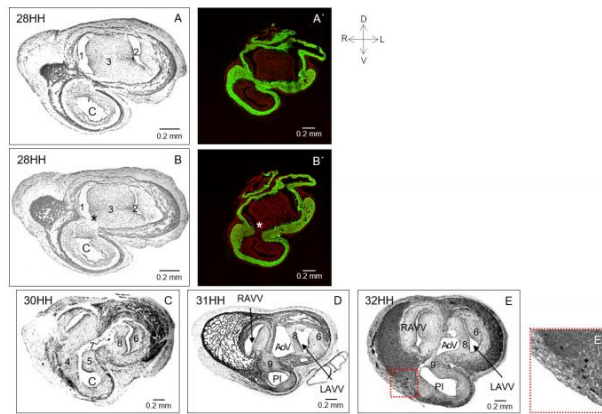 28HH A
1 3 2
C
0.2 mm
A´
0.2 mm
D
R L
V
28HH B
1 3 2
*
C
0.2 mm
B´
*
0.2 mm
30HH C
7 8 6
4 5
C
0.2 mm
31HH RAVV D
6
AoV
LAVV
9
PI
0.2 mm
32HH E
RAVV 6
AoV 8
9
PI LAVV
0.2 mm
E